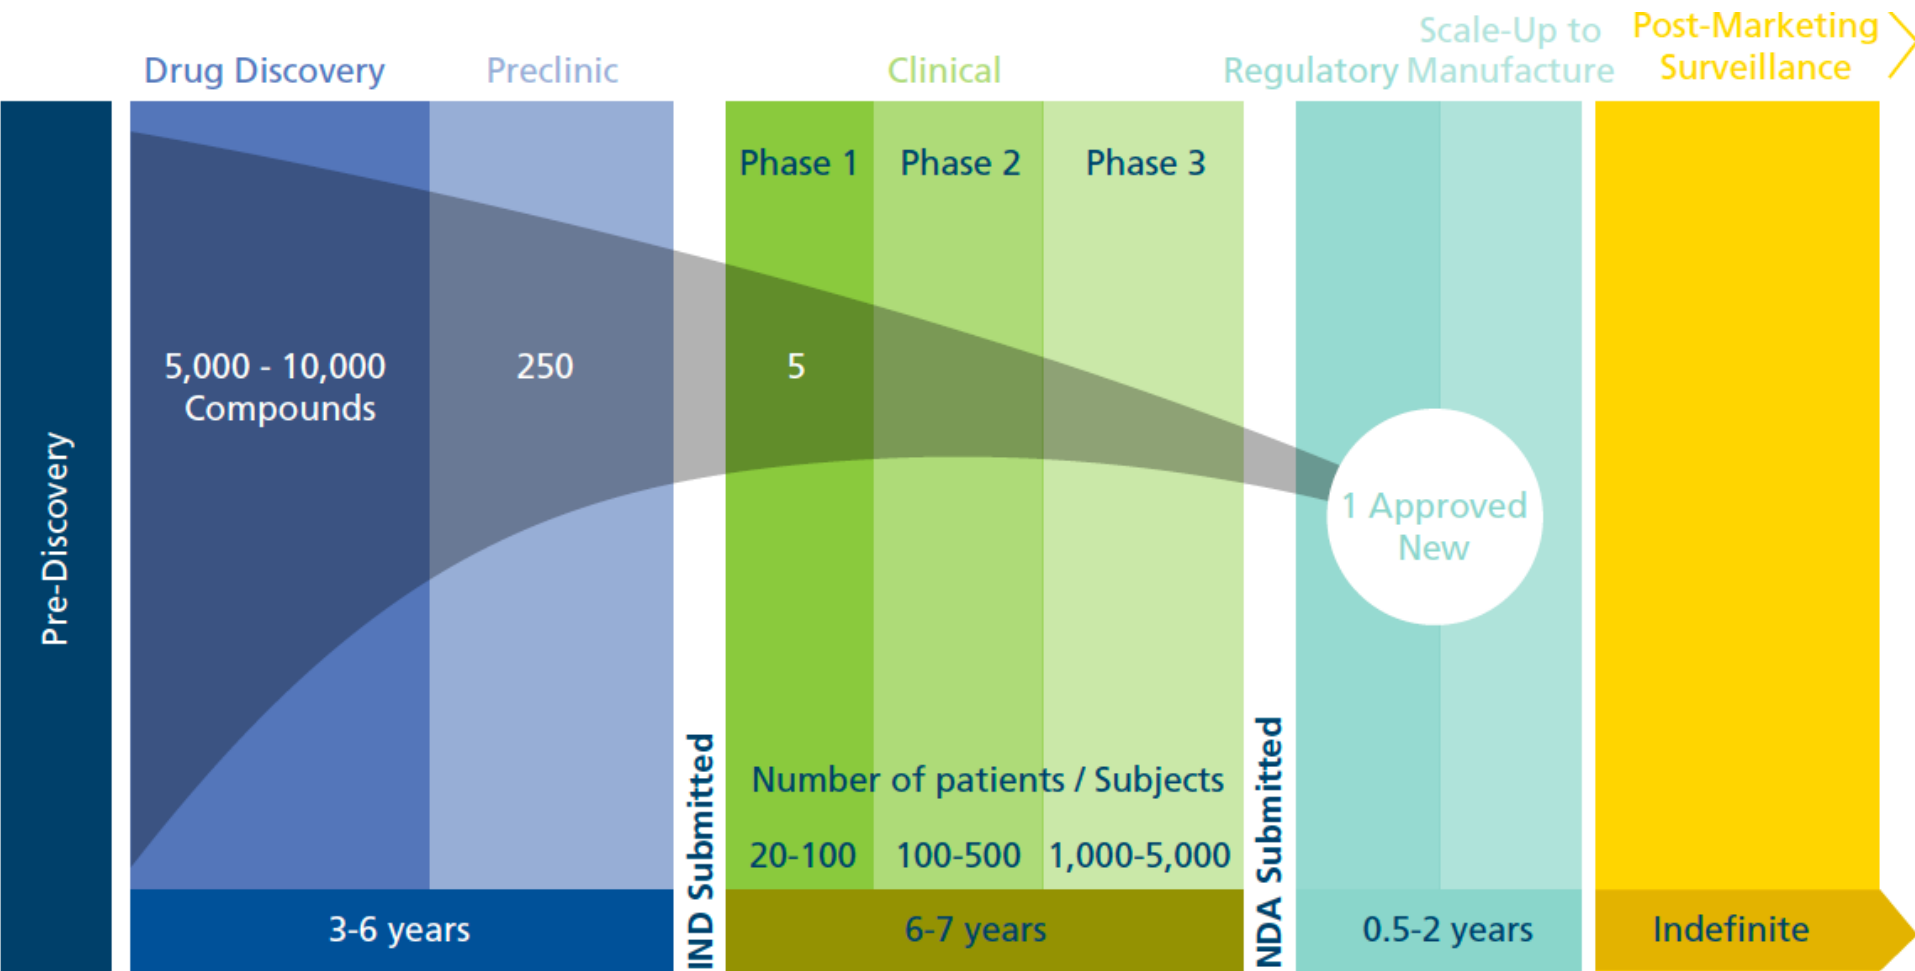 Drug Discovery
Preclinic
Clinical
Regulatory
Scale-Up to
Manufacture
Post-Marketing
Surveillance
Pre-Discovery
Phase 1
Phase 2
Phase 3
5,000 - 10,000
Compounds
250
5
1 Approved
New
IND Submitted
Number of patients / Subjects
20-100
100-500
1,000-5,000
NDA Submitted
3-6 years
6-7 years
0.5-2 years
Indefinite